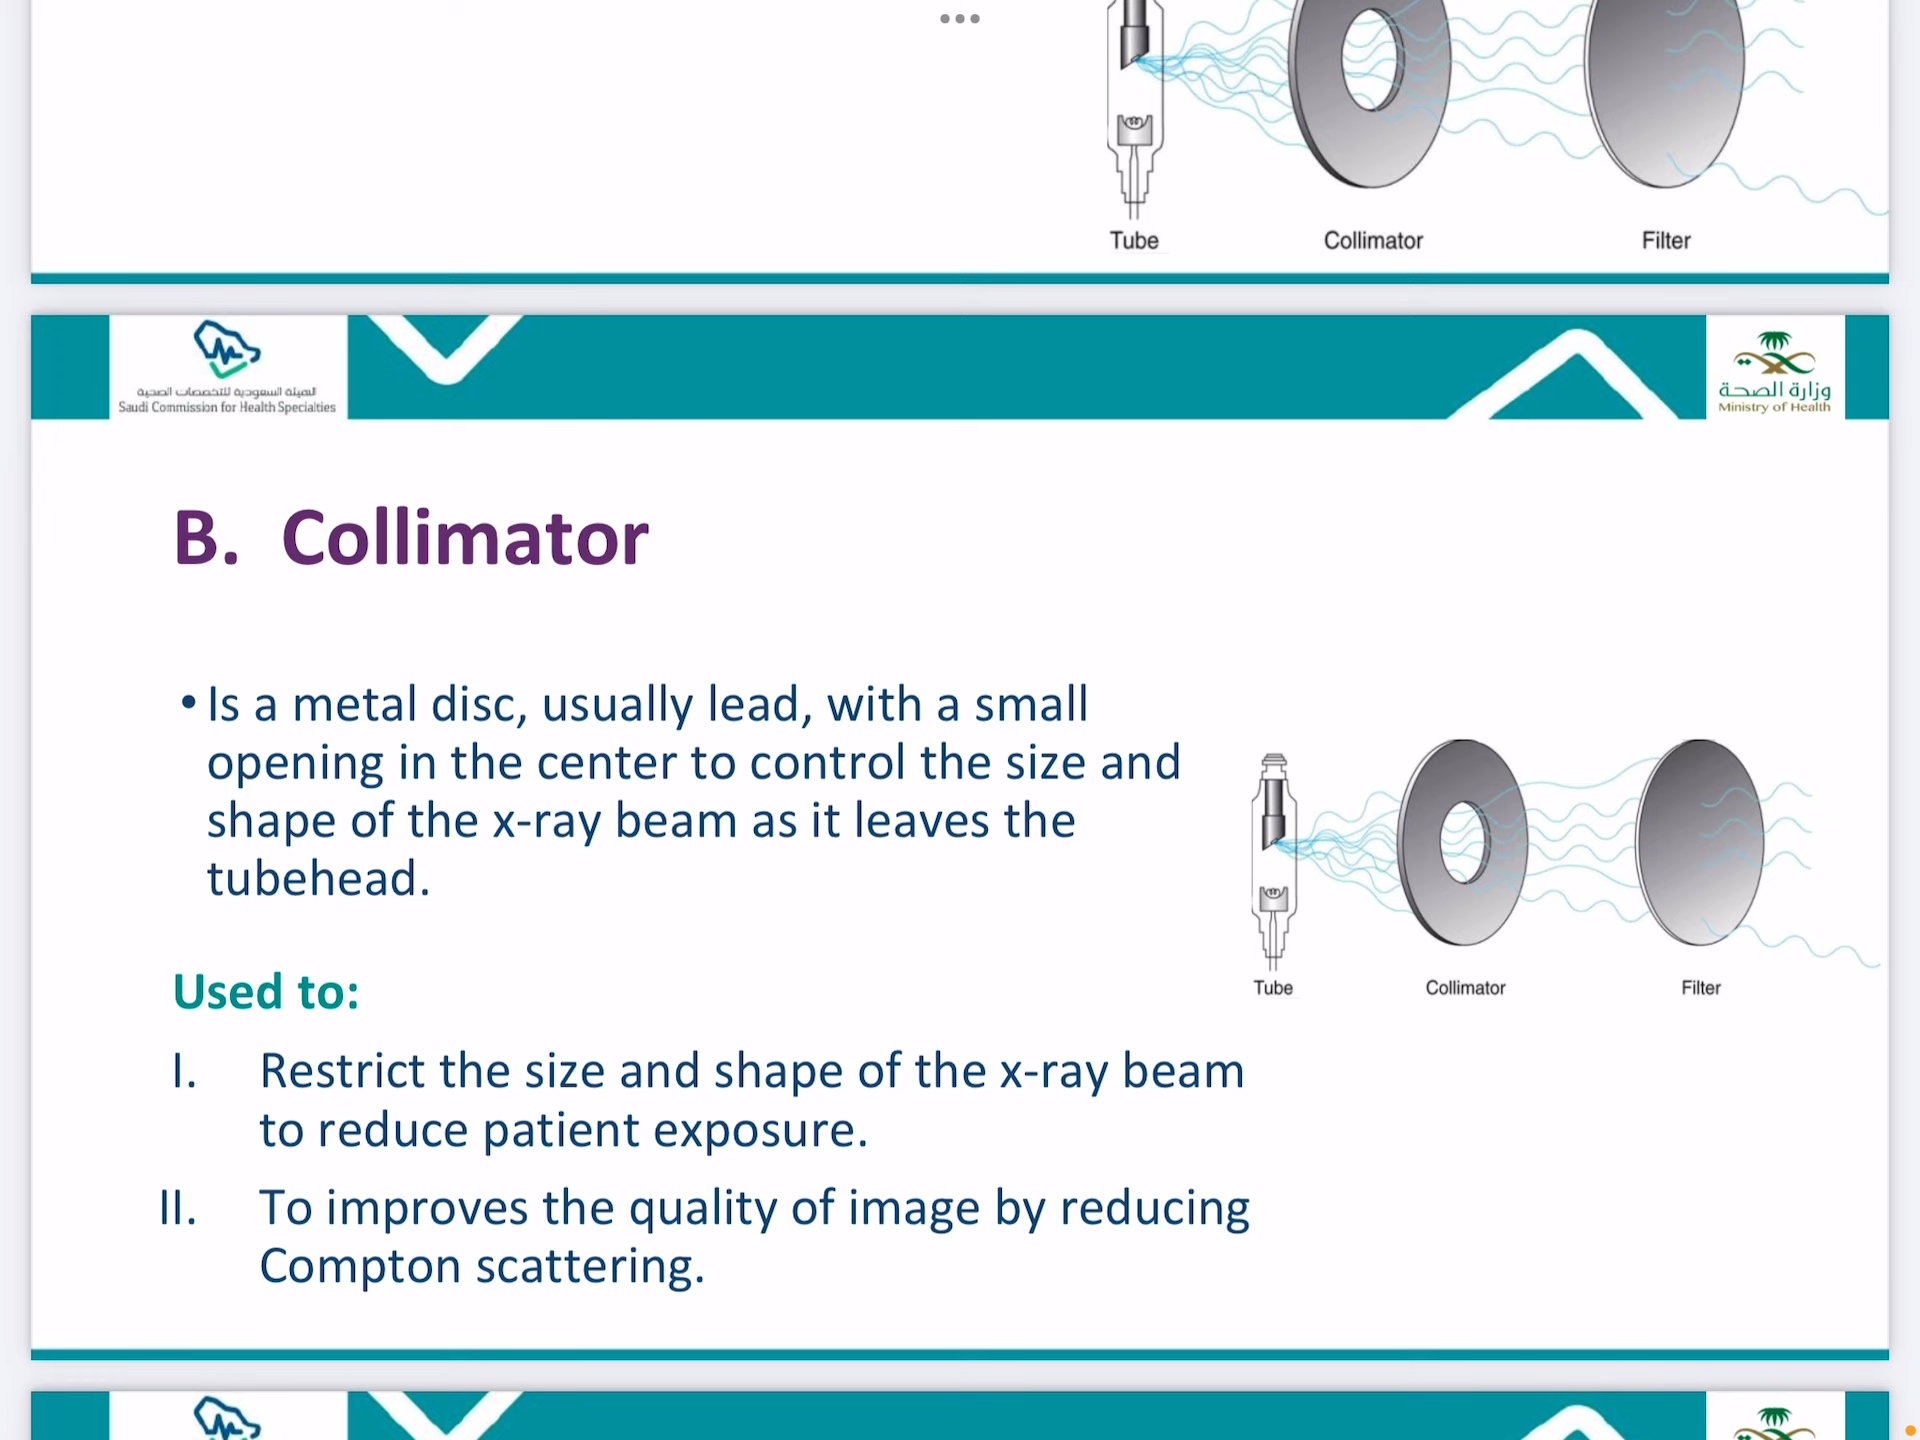 Tube Collimator Filter
الهيئة السعودية للتخصصات الصحية
Saudi Commission for Health Specialties
وزارة الصحة
Ministry of Health
B. Collimator
• Is a metal disc, usually lead, with a small
opening in the center to control the size and
shape of the x-ray beam as it leaves the
tubehead.
Tube Collimator Filter
Used to:
I. Restrict the size and shape of the x-ray beam
to reduce patient exposure.
II. To improves the quality of image by reducing
Compton scattering.